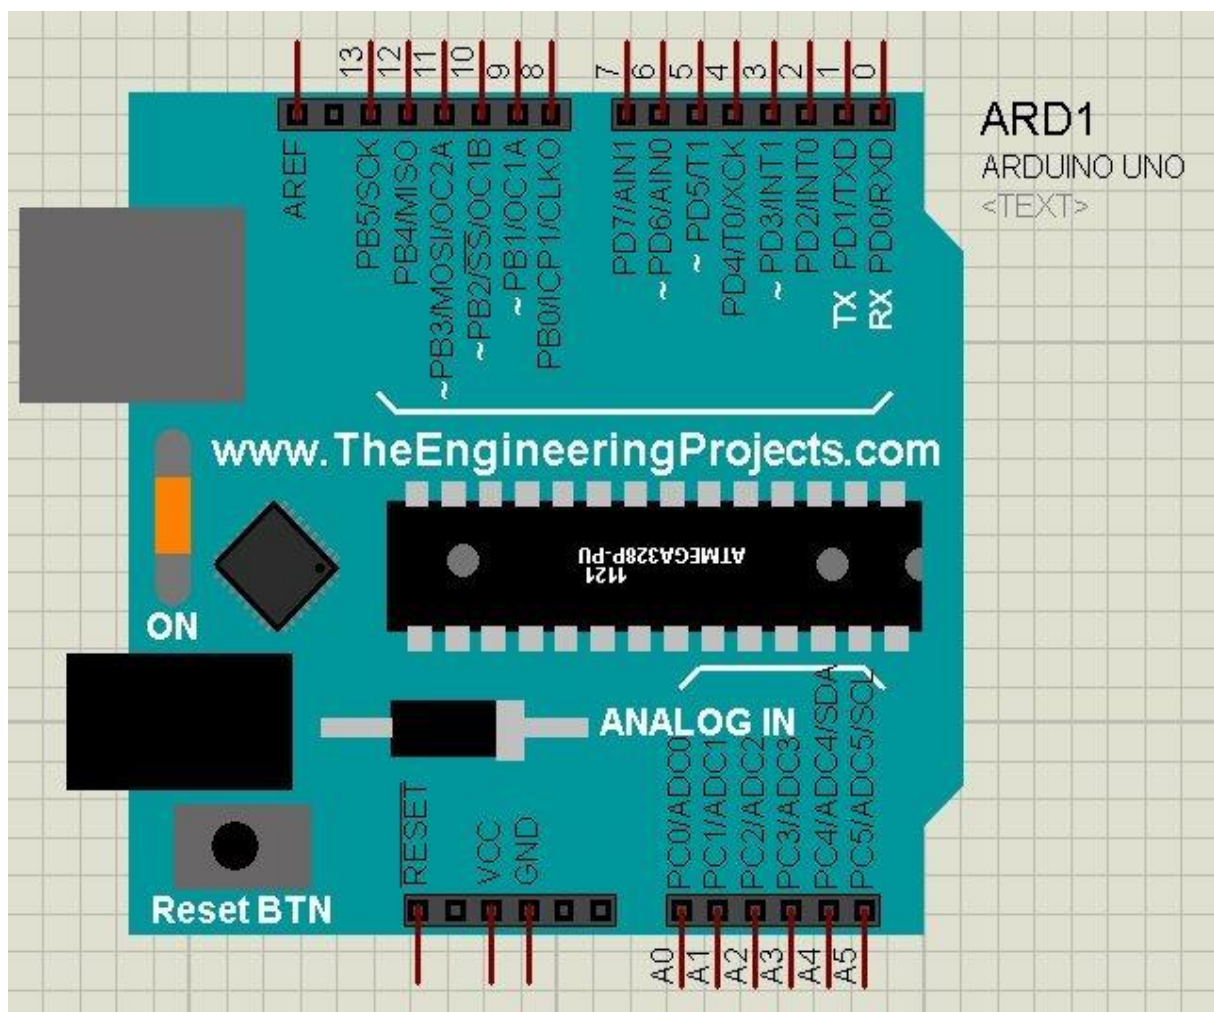 13
12
11
10
9
8
7
6
5
4
3
2
1
0
AREF
PB5/SCK
PB4/MISO
~PB3/MOSI/OC2A
~PB2/SS/OC1B
~PB1/OC1A
PB0/ICP1/CLKO
PD7/AIN1
~PD6/AIN0
~PD5/T1
PD4/T0/XCK
~PD3/INT1
PD2/INT0
TX PD1/TXD
RX PD0/RXD
ARD1
ARDUINO UNO
<TEXT>
www.TheEngineeringProjects.com
ATMEGA328P-PU
1121
ON
ANALOG IN
RESET
VCC
GND
PC0/ADC0
PC1/ADC1
PC2/ADC2
PC3/ADC3
PC4/ADC4/SDA
PC5/ADC5/SCL
Reset BTN
A0
A1
A2
A3
A4
A5